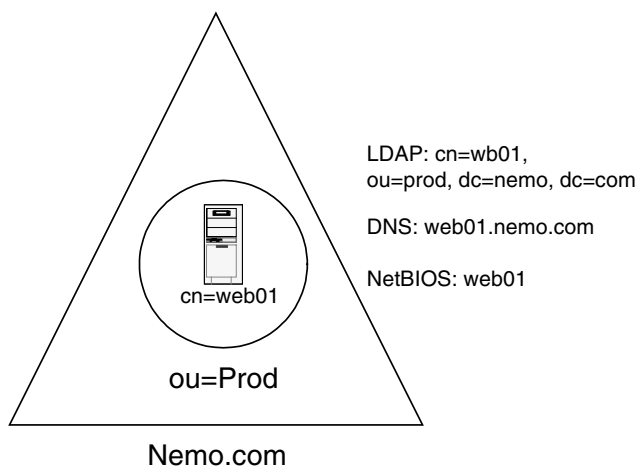 LDAP: cn=wb01,
ou=prod, dc=nemo, dc=com
DNS: web01.nemo.com
NetBIOS: web01
cn=web01
ou=Prod
Nemo.com